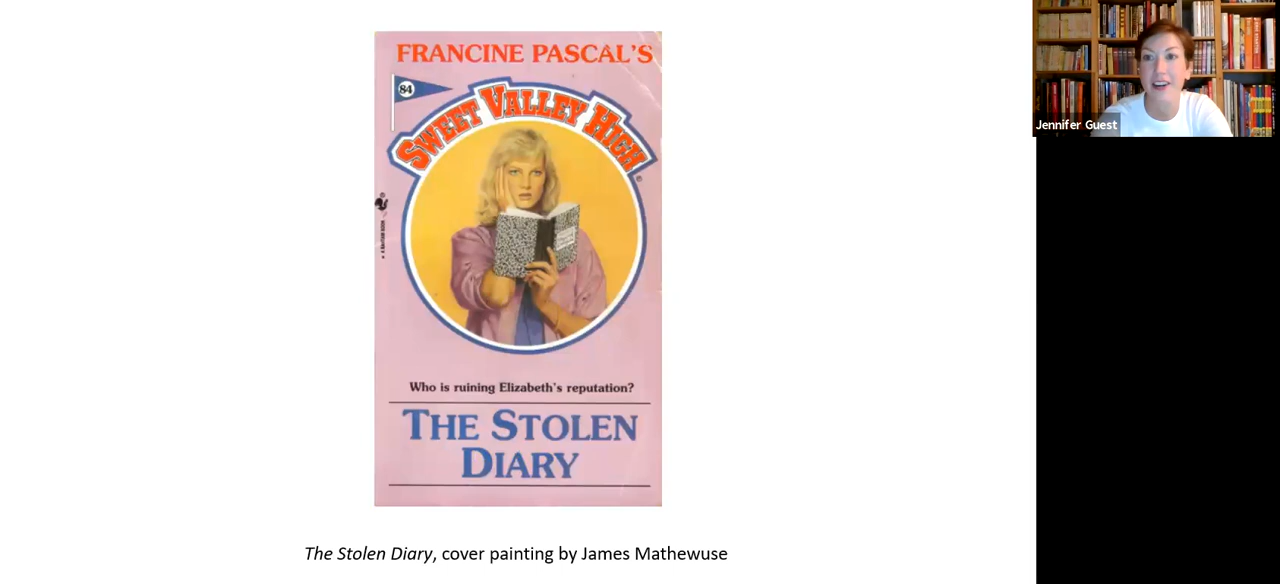 FRANCINE PASCAL'S
84
SWEET VALLEY HIGH
®
Who is ruining Elizabeth's reputation?
THE STOLEN
DIARY
The Stolen Diary, cover painting by James Mathewuse
Jennifer Guest